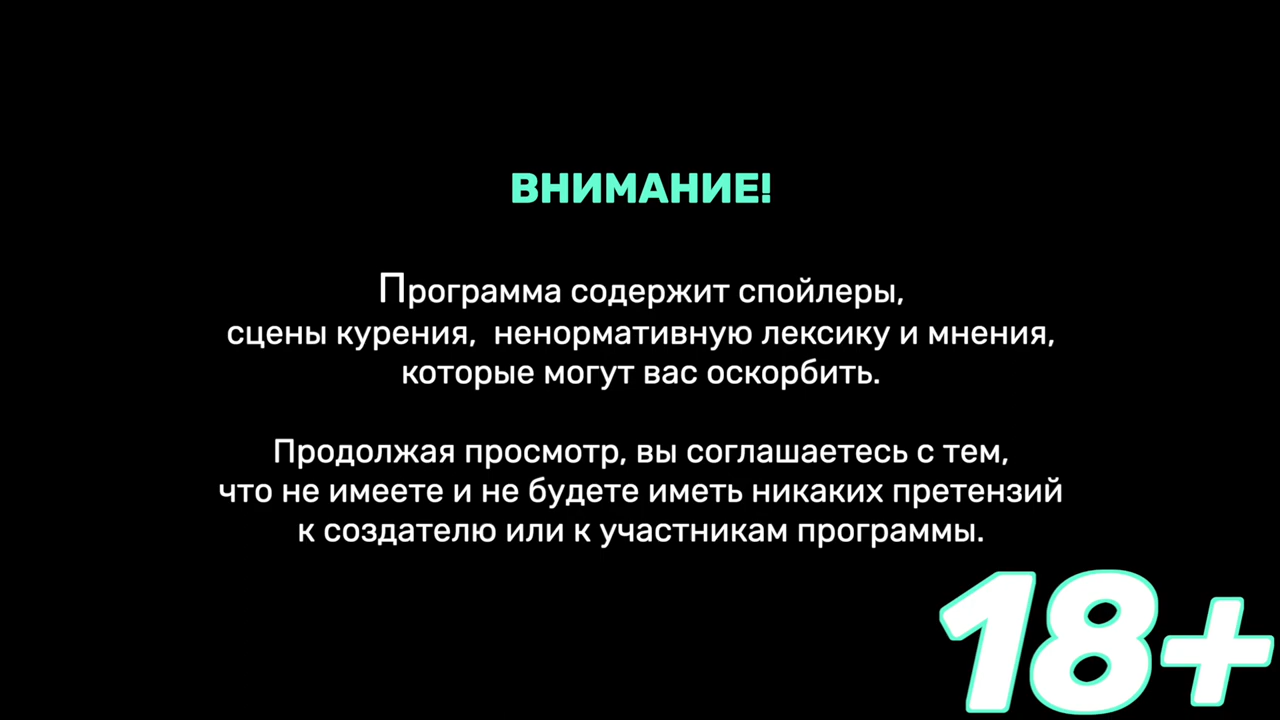 ВНИМАНИЕ!
Программа содержит спойлеры,
сцены курения, ненормативную лексику и мнения,
которые могут вас оскорбить.
Продолжая просмотр, вы соглашаетесь с тем,
что не имеете и не будете иметь никаких претензий
к создателю или к участникам программы.
18+